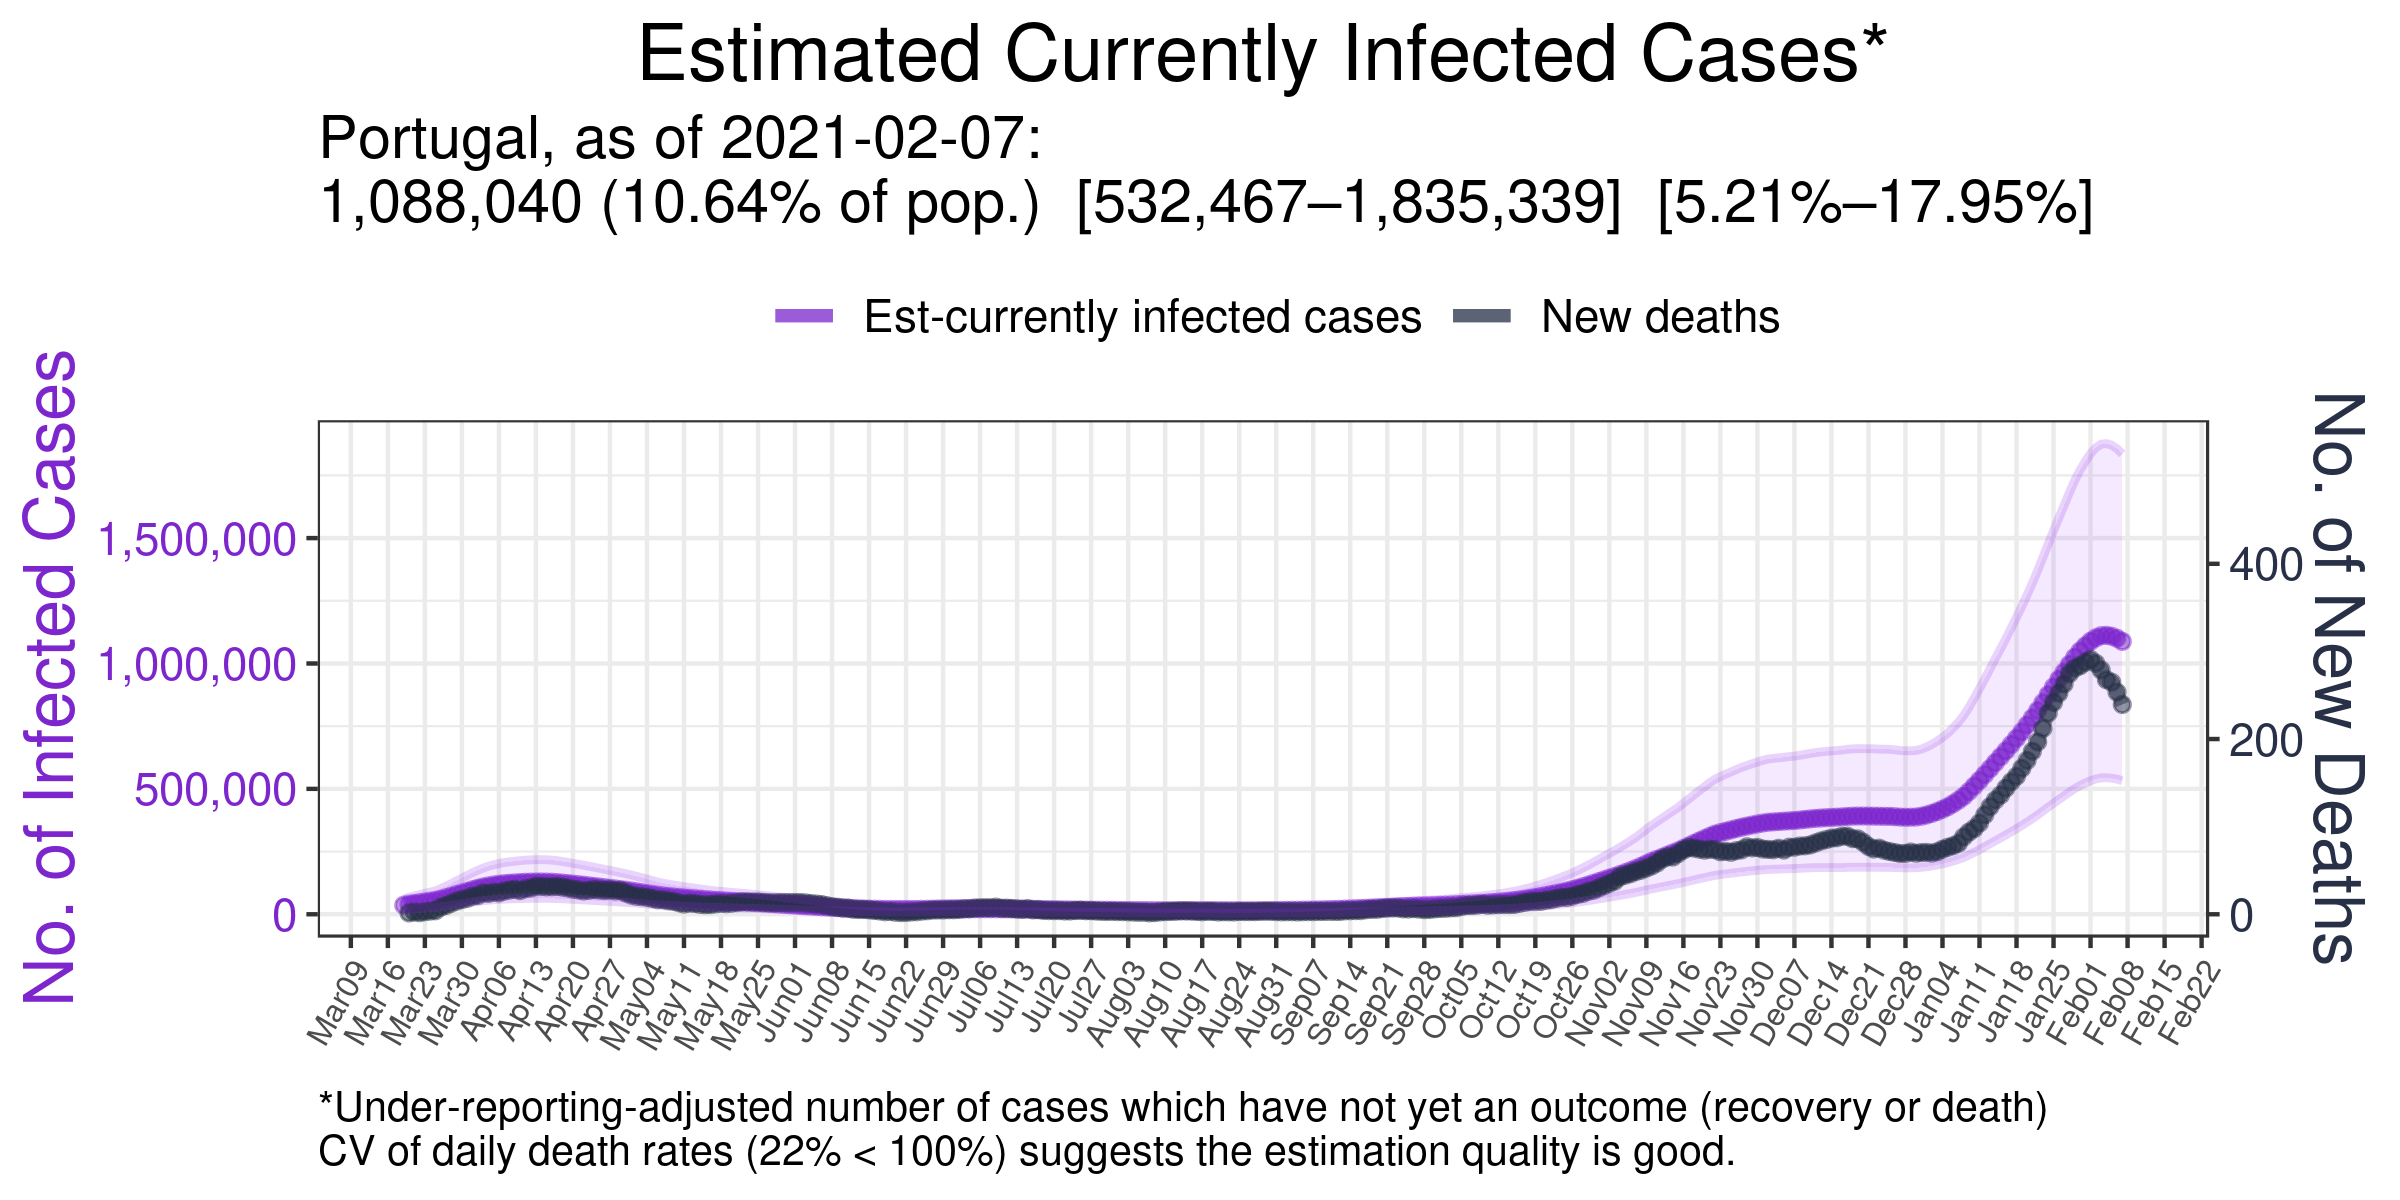 Estimated Currently Infected Cases*
Portugal, as of 2021-02-07:
1,088,040 (10.64% of pop.) [532,467–1,835,339] [5.21%–17.95%]
Est-currently infected cases
New deaths
No. of Infected Cases
1,500,000
1,000,000
500,000
0
No. of New Deaths
400
200
0
Mar09
Mar16
Mar23
Mar30
Apr06
Apr13
Apr20
Apr27
May04
May11
May18
May25
Jun01
Jun08
Jun15
Jun22
Jun29
Jul06
Jul13
Jul20
Jul27
Aug03
Aug10
Aug17
Aug24
Aug31
Sep07
Sep14
Sep21
Sep28
Oct05
Oct12
Oct19
Oct26
Nov02
Nov09
Nov16
Nov23
Nov30
Dec07
Dec14
Dec21
Dec28
Jan04
Jan11
Jan18
Jan25
Feb01
Feb08
Feb15
Feb22
*Under-reporting-adjusted number of cases which have not yet an outcome (recovery or death)
CV of daily death rates (22% < 100%) suggests the estimation quality is good.